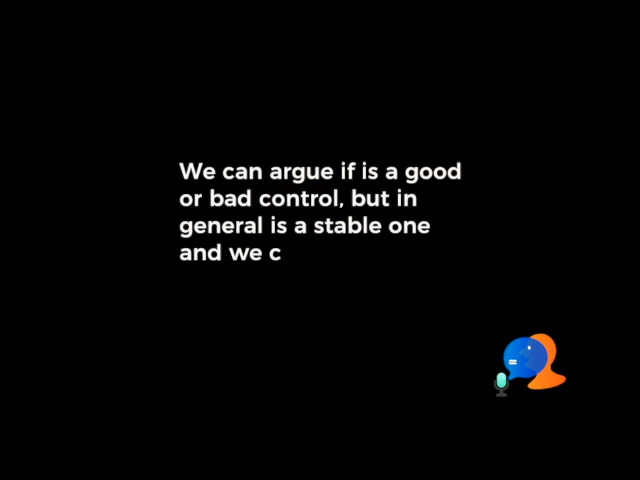 We can argue if is a good
or bad control, but in
general is a stable one
and we c